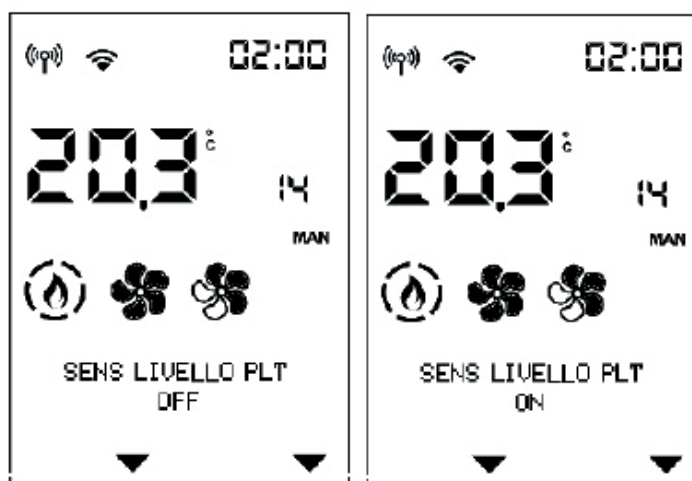 02:00
20.3 °C
14
MAN
SENS LIVELLO PLT
OFF
02:00
20.3 °C
14
MAN
SENS LIVELLO PLT
ON